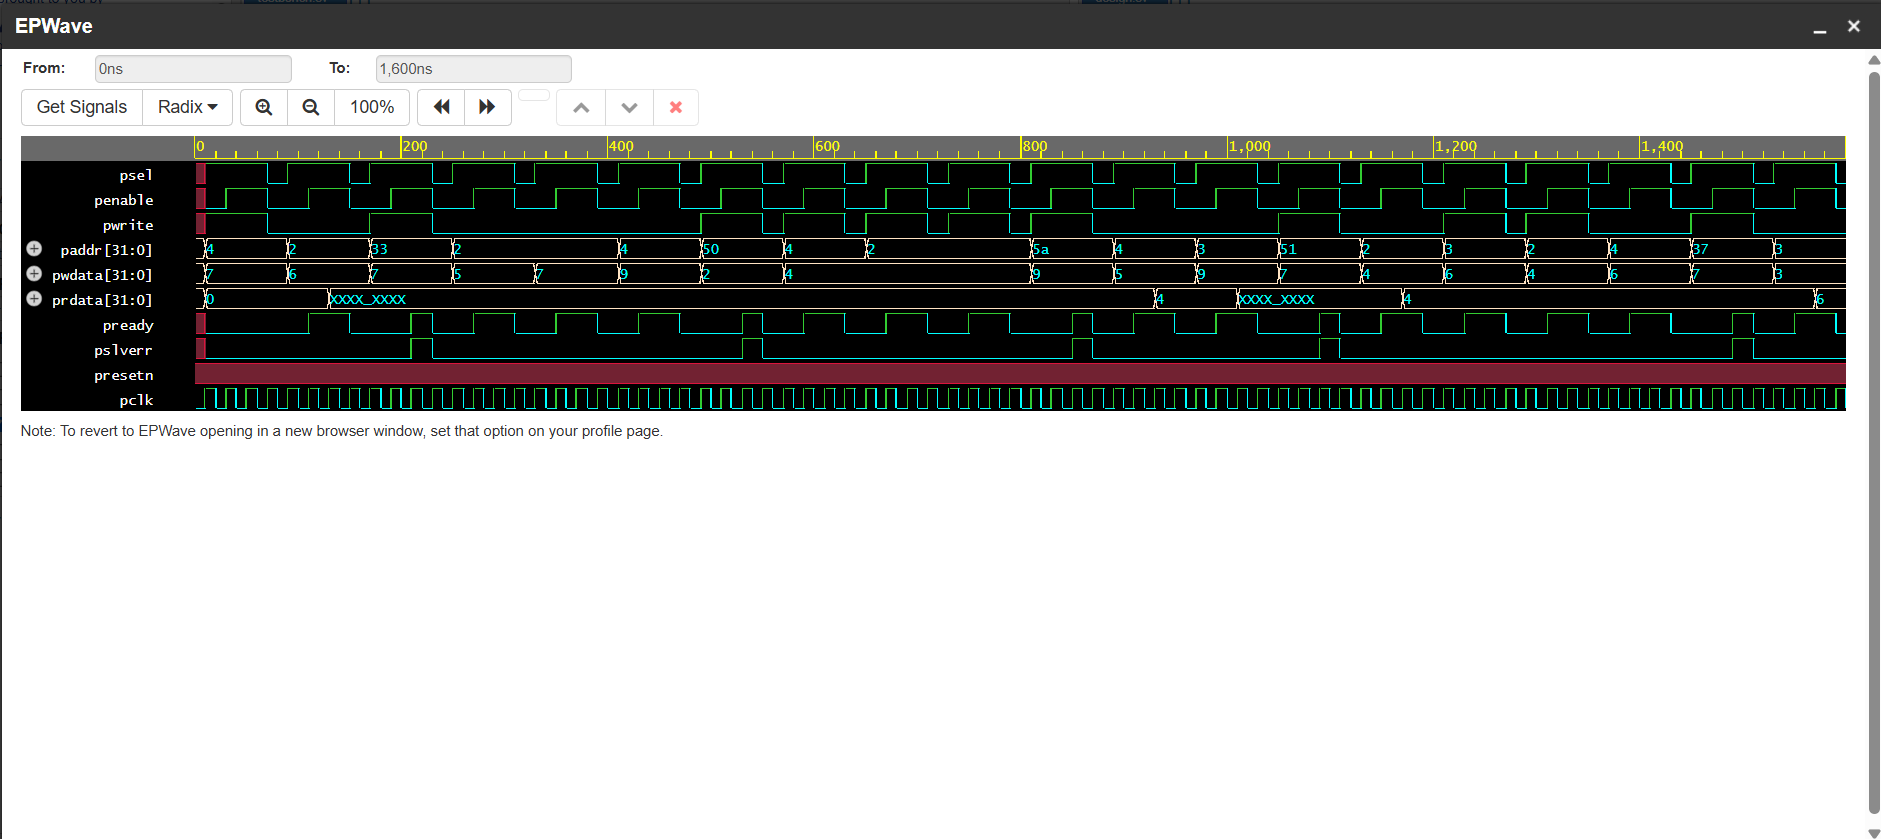 EPWave
From: 0ns To: 1,600ns
Get Signals Radix 100%
0 200 400 600 800 1,000 1,200 1,400
psel
penable
pwrite
paddr[31:0] 4 2 33 2 4 50 4 2 5a 4 3 51 2 3 2 4 37 3
pwdata[31:0] 7 6 7 5 7 9 2 4 9 5 9 7 4 6 4 6 7 3
prdata[31:0] 0 XXXX_XXXX 4 XXXX_XXXX 4 6
pready
pslverr
presetn
pclk
Note: To revert to EPWave opening in a new browser window, set that option on your profile page.